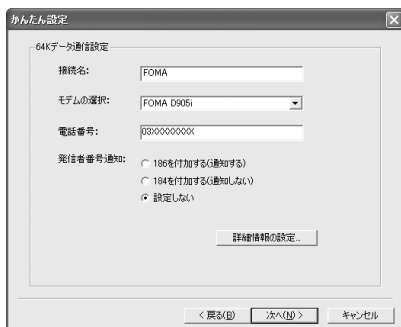 かんたん設定
64Kデータ通信設定
接続名: FOMA
モデムの選択: FOMA D905i
電話番号: 03XXXXXXXX
発信者番号通知: 186を付加する(通知する)
184を付加する(通知しない)
設定しない
詳細情報の設定...
< 戻る(B) 次へ(N) > キャンセル